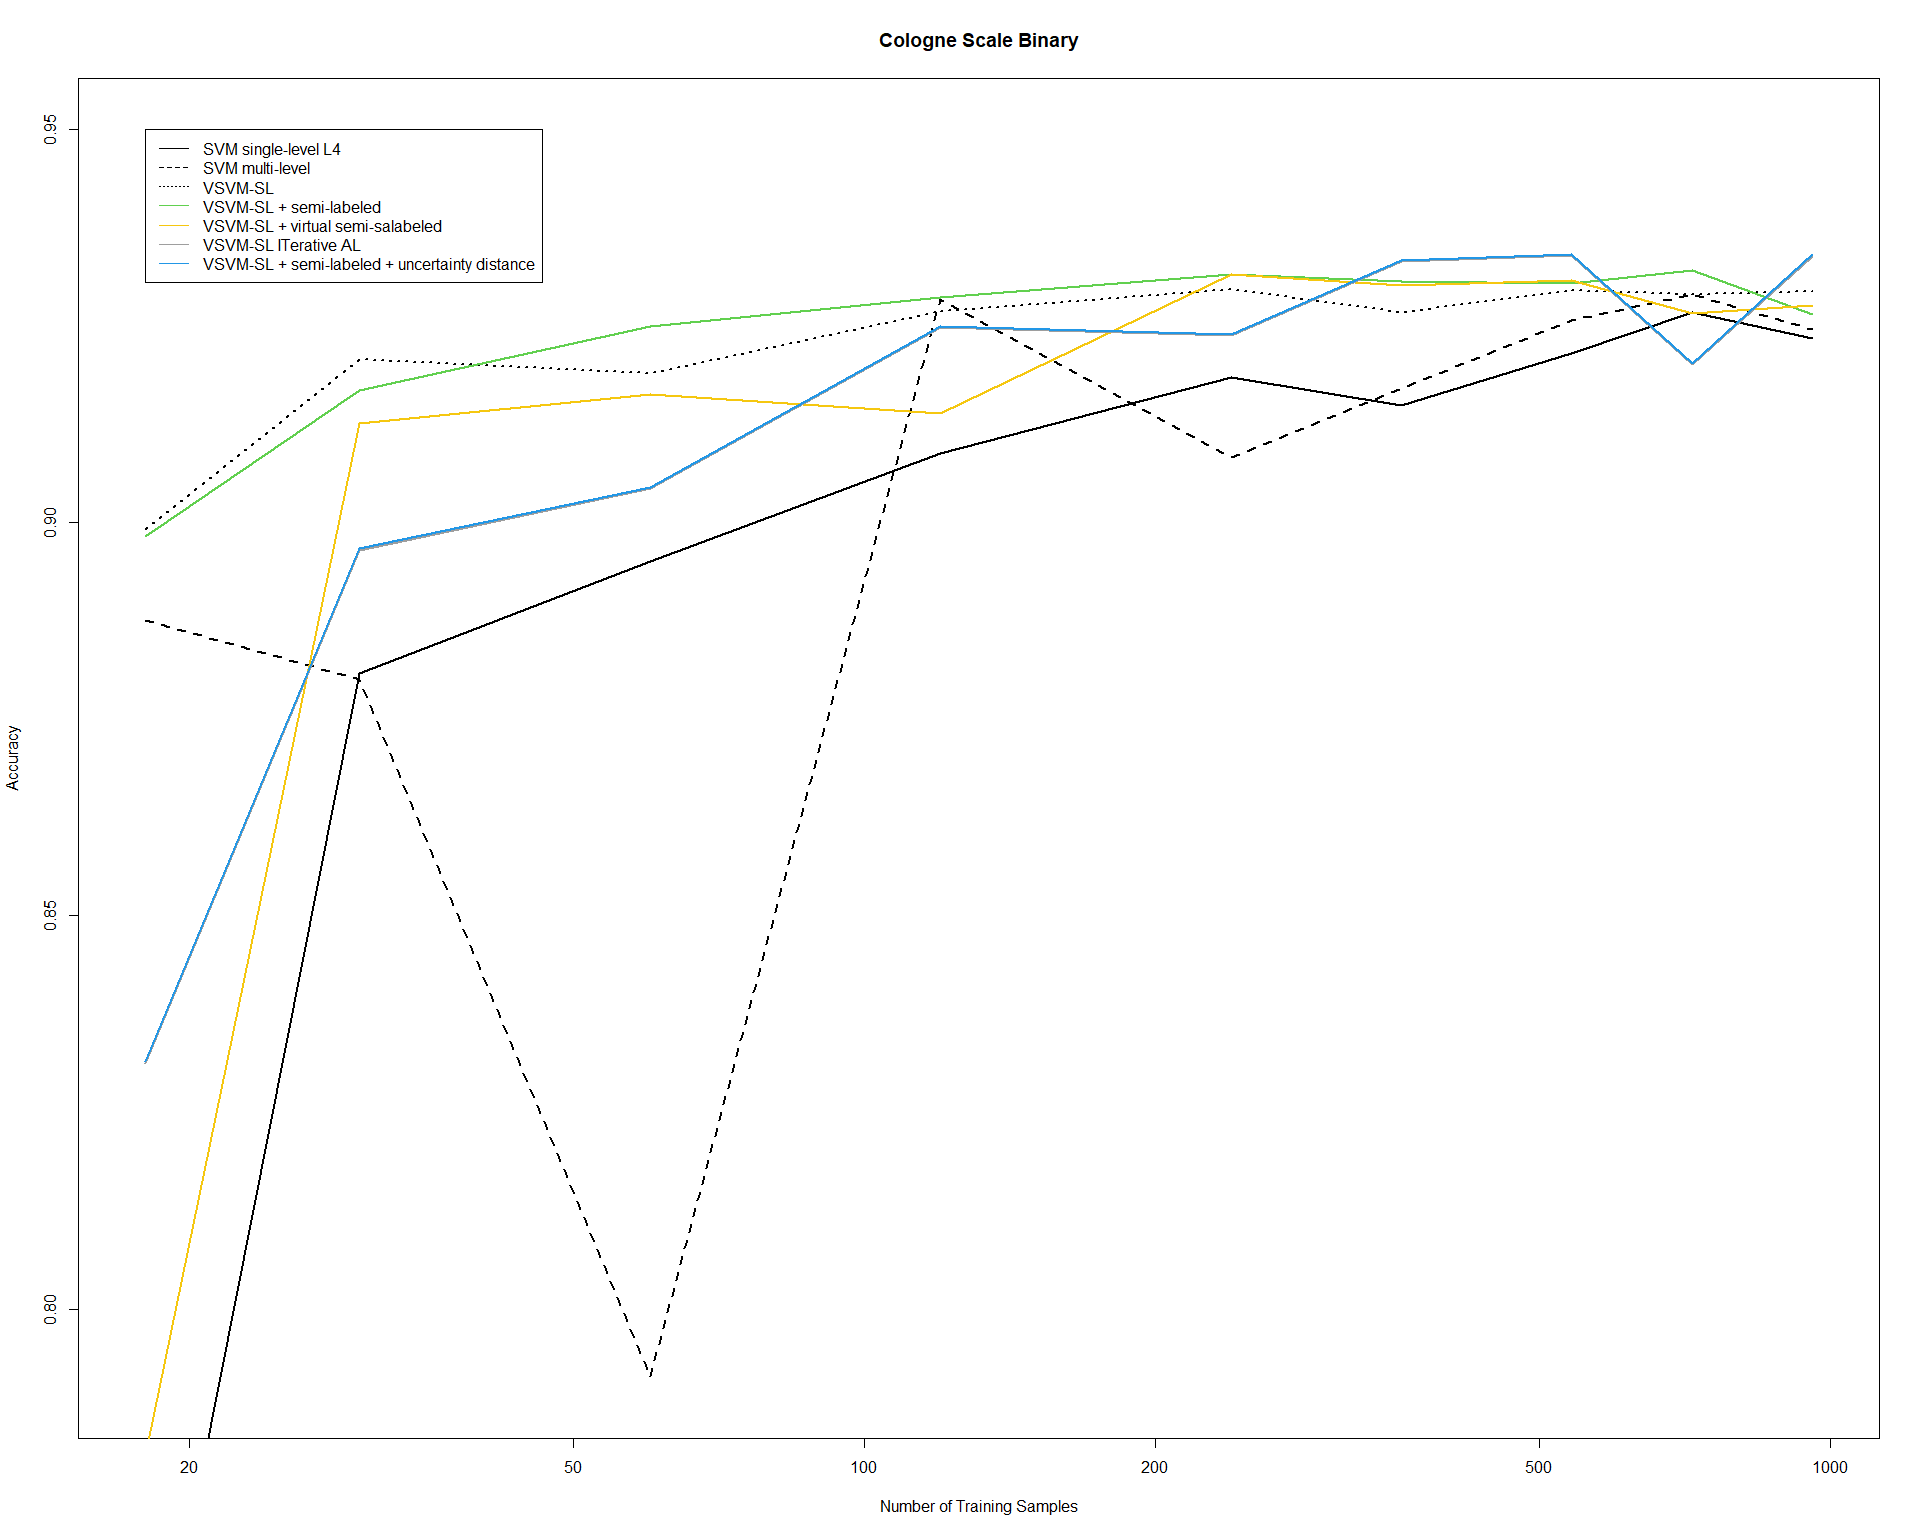 Cologne Scale Binary
0.95
SVM single-level L4
SVM multi-level
VSVM-SL
VSVM-SL + semi-labeled
VSVM-SL + virtual semi-salabeled
VSVM-SL ITerative AL
VSVM-SL + semi-labeled + uncertainty distance
0.90
Accuracy
0.85
0.80
20 50 100 200 500 1000
Number of Training Samples